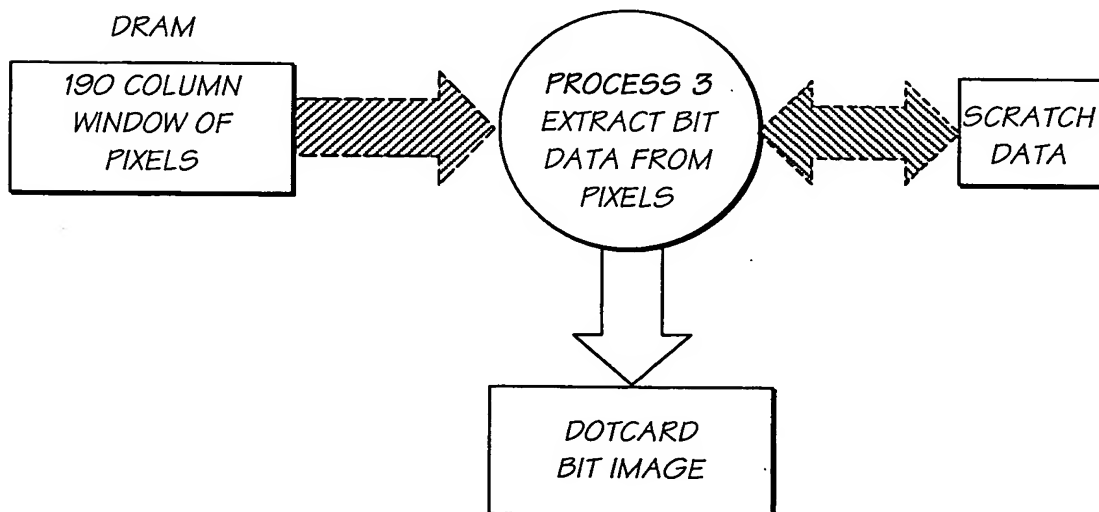 DRAM
190 COLUMN
WINDOW OF
PIXELS
PROCESS 3
EXTRACT BIT
DATA FROM
PIXELS
SCRATCH
DATA
DOTCARD
BIT IMAGE